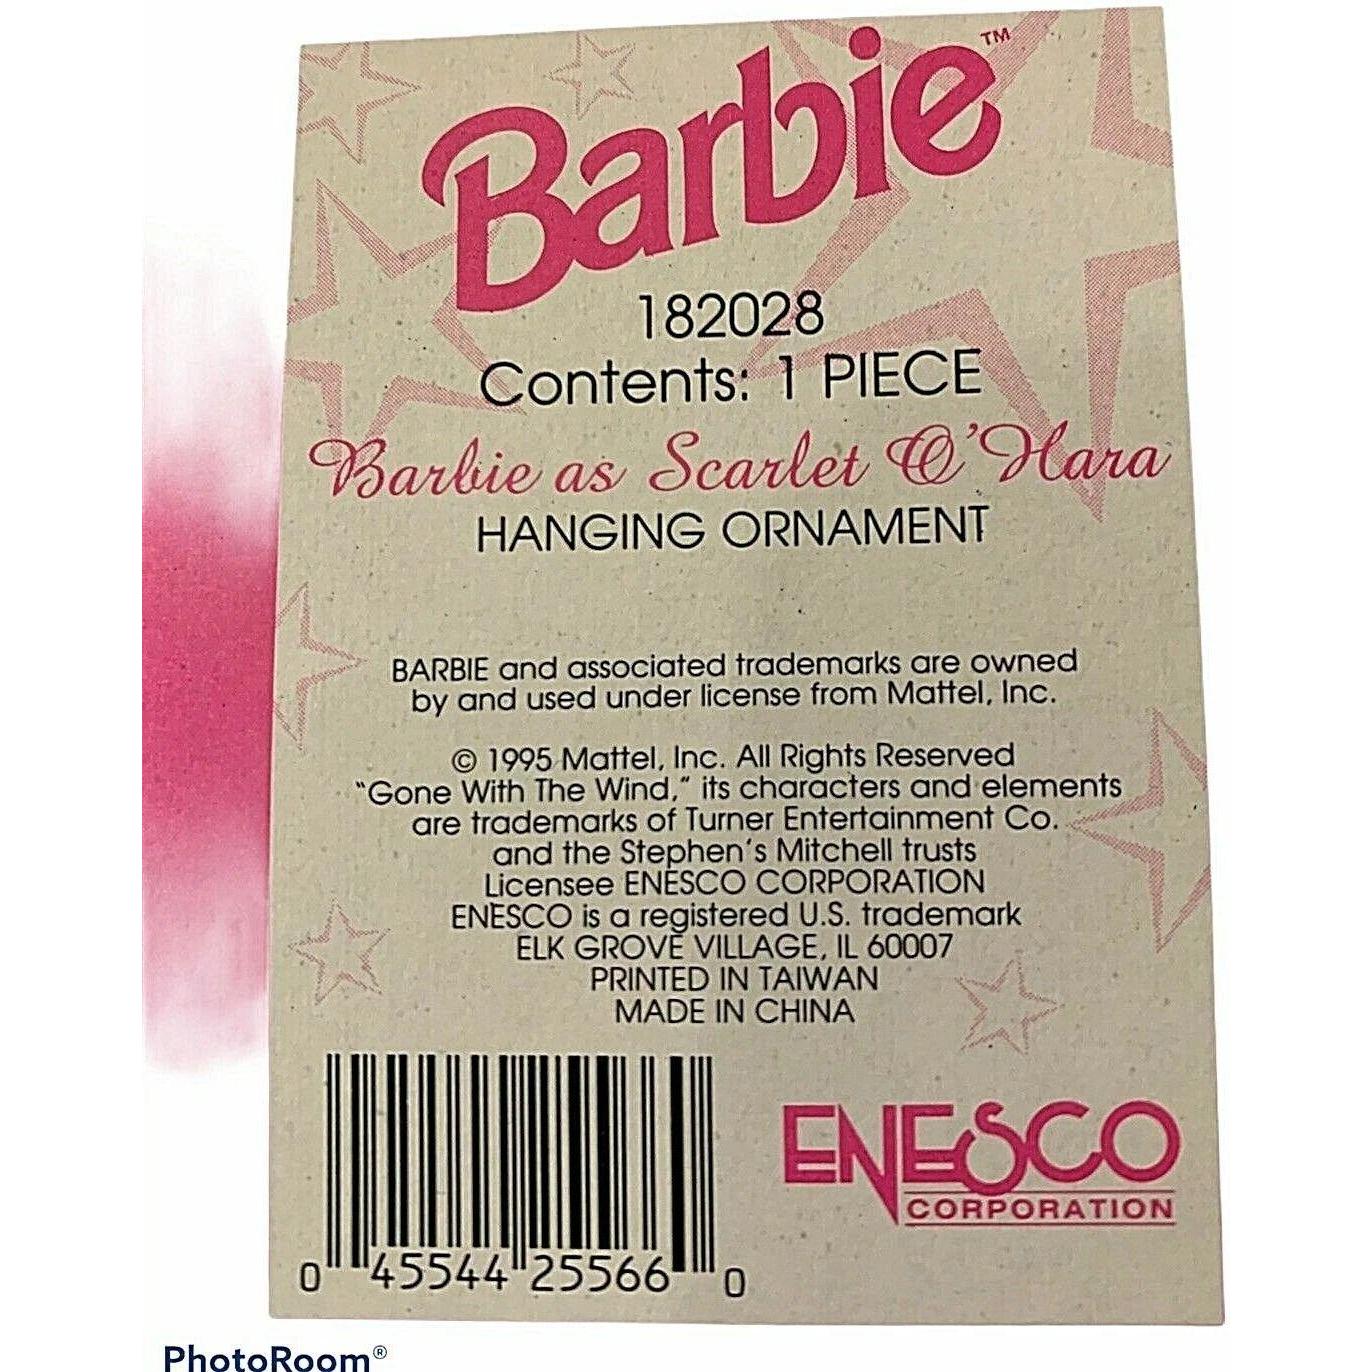 Barbie™
182028
Contents: 1 PIECE
Barbie as Scarlet O'Hara
HANGING ORNAMENT
BARBIE and associated trademarks are owned
by and used under license from Mattel, Inc.
© 1995 Mattel, Inc. All Rights Reserved
"Gone With The Wind," its characters and elements
are trademarks of Turner Entertainment Co.
and the Stephen's Mitchell trusts
Licensee ENESCO CORPORATION
ENESCO is a registered U.S. trademark
ELK GROVE VILLAGE, IL 60007
PRINTED IN TAIWAN
MADE IN CHINA
ENESCO
CORPORATION
0 45544 25566 0
PhotoRoom®